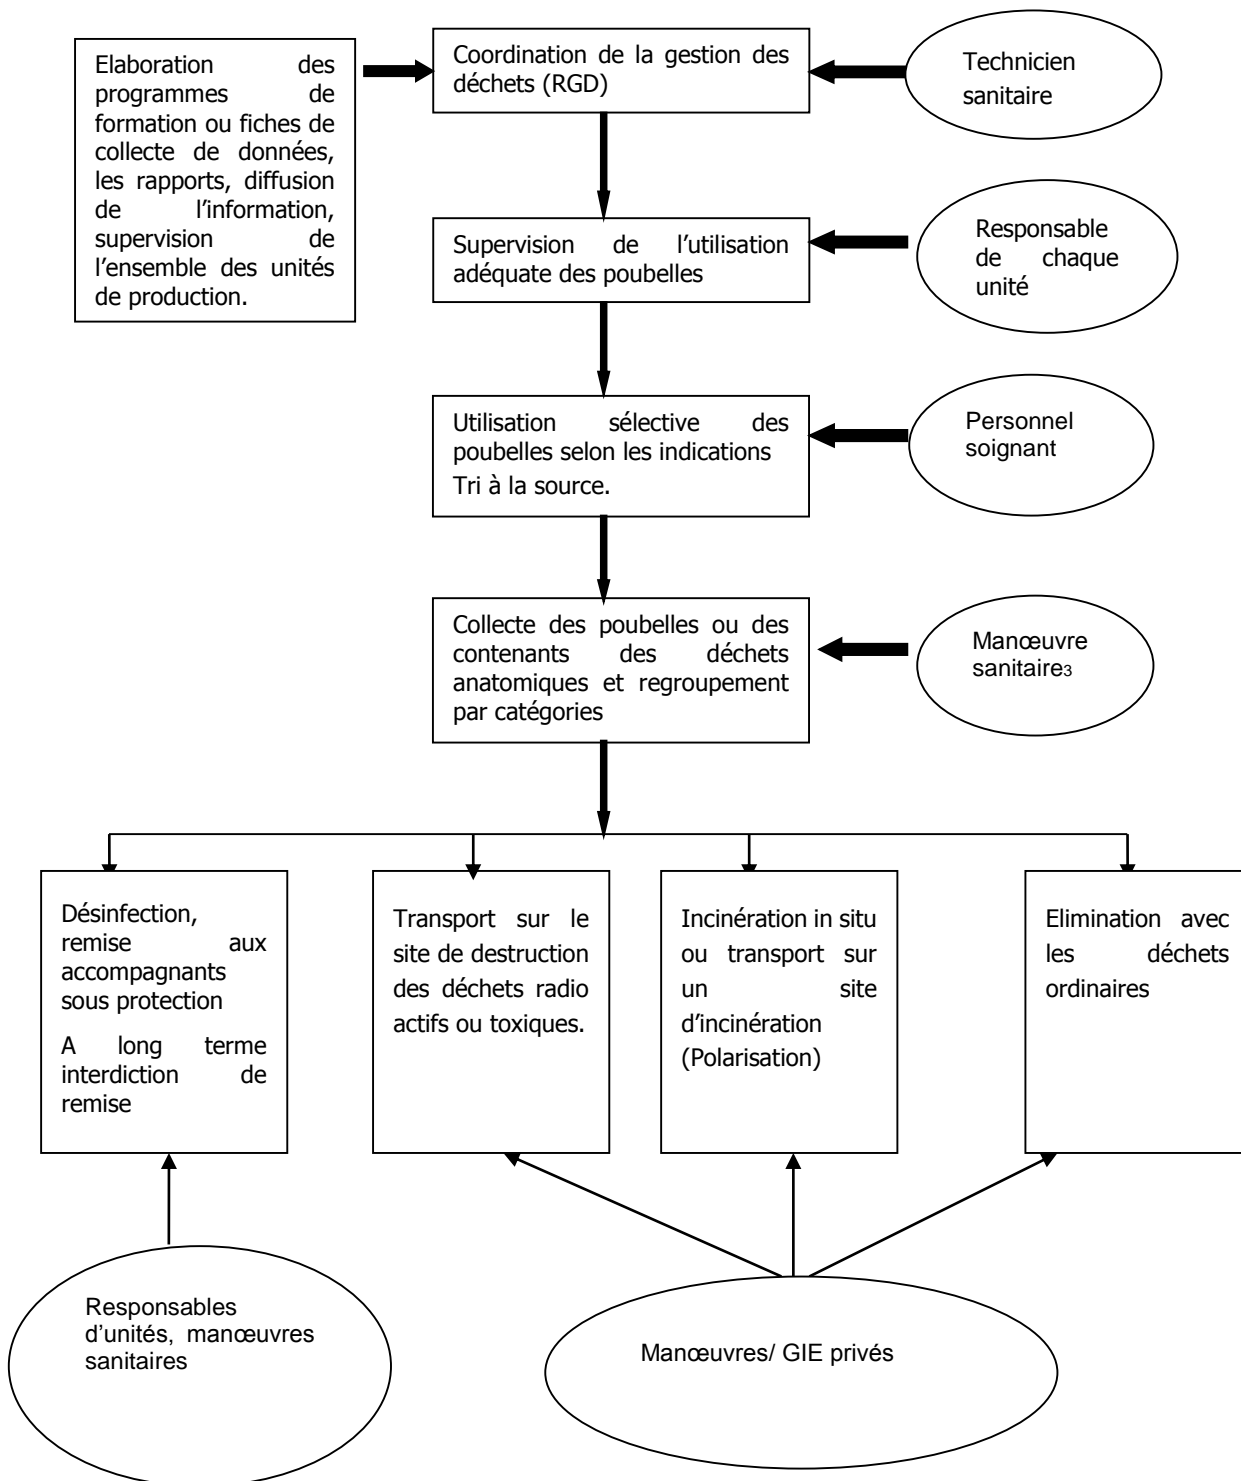 Elaboration des
programmes de
formation ou fiches de
collecte de données,
les rapports, diffusion
de l’information,
supervision de
l’ensemble des unités
de production.
Coordination de la gestion des
déchets (RGD)
Technicien
sanitaire
Supervision de l’utilisation
adéquate des poubelles
Responsable
de chaque
unité
Utilisation sélective des
poubelles selon les indications
Tri à la source.
Personnel
soignant
Collecte des poubelles ou des
contenants des déchets
anatomiques et regroupement
par catégories
Manœuvre
sanitaire3
Désinfection,
remise aux
accompagnants
sous protection
A long terme
interdiction de
remise
Transport sur le
site de destruction
des déchets radio
actifs ou toxiques.
Incinération in situ
ou transport sur
un site
d’incinération
(Polarisation)
Elimination avec
les déchets
ordinaires
Responsables
d’unités, manœuvres
sanitaires
Manœuvres/ GIE privés